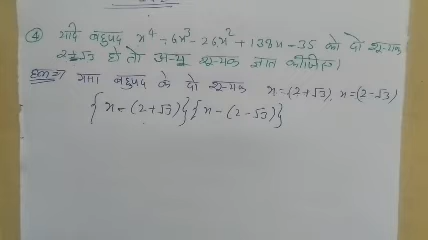 ④ यदि बहुपद x⁴ - 6x³ - 26x² + 138x - 35 के दो शून्यक
2±√3 हो तो अन्य शून्यक ज्ञात कीजिए।
हल⇒ माना बहुपद के दो शून्यक x = (2+√3), x = (2-√3)
{x - (2+√3)} {x - (2-√3)}